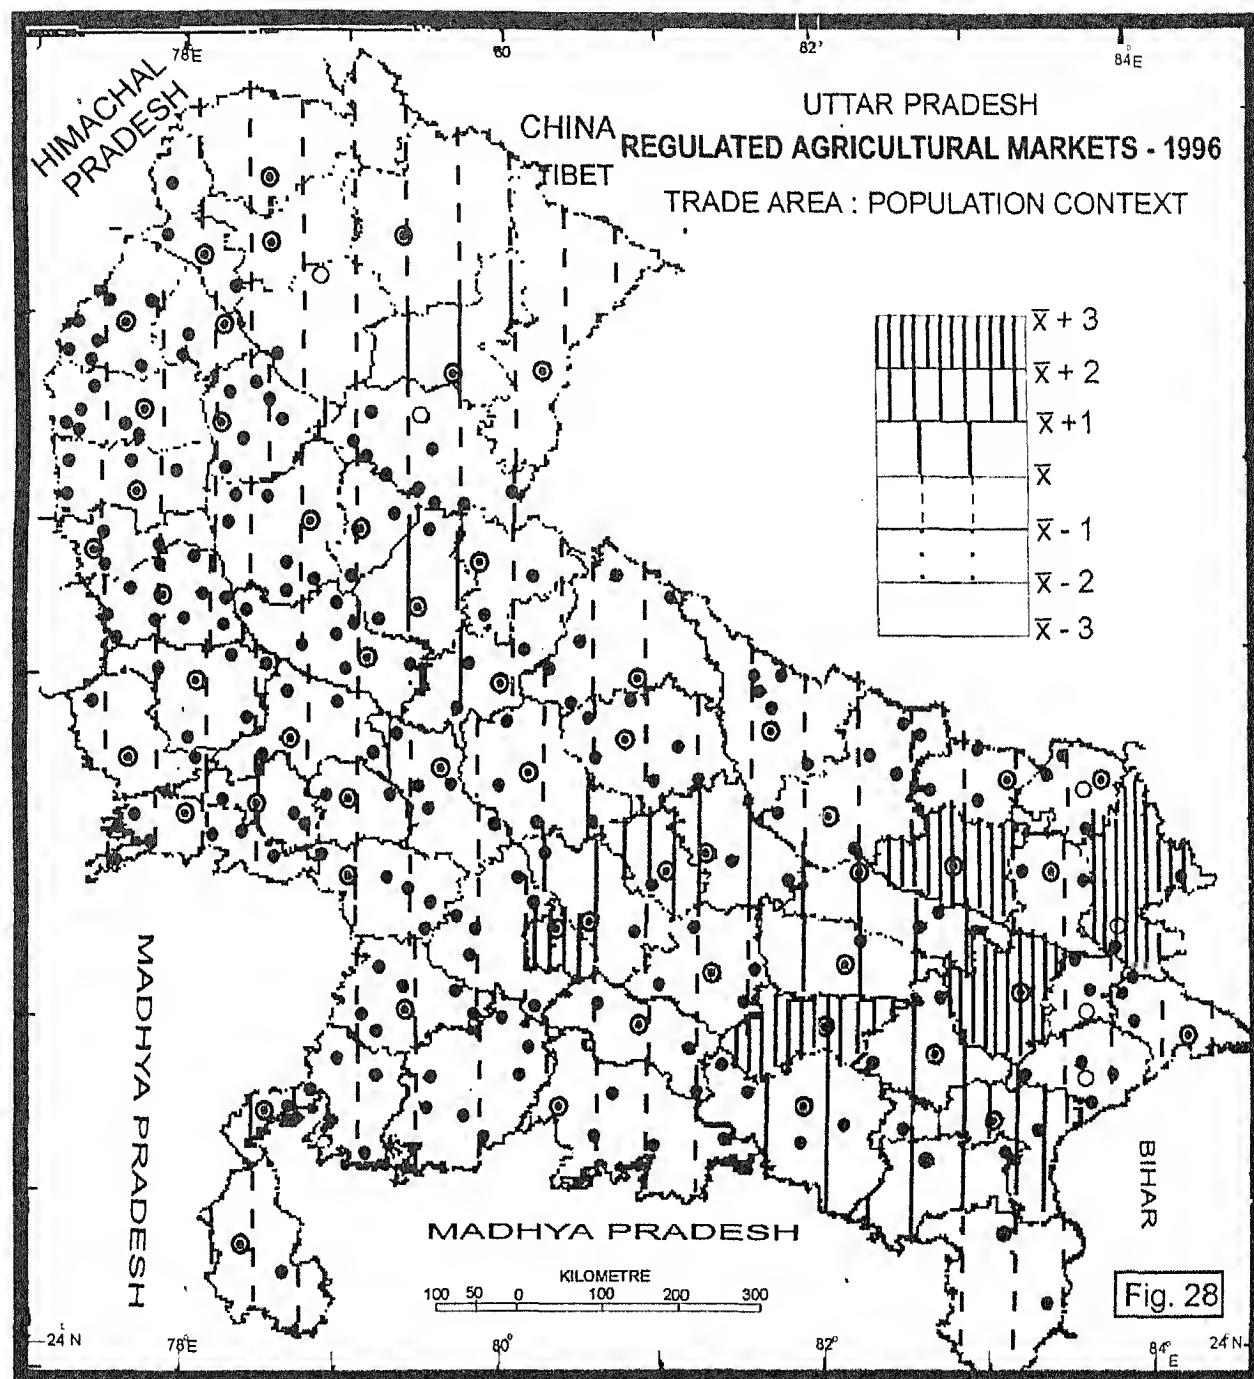 78°E
80°
82°
84°E
HIMACHAL
PRADESH
CHINA
TIBET
UTTAR PRADESH
REGULATED AGRICULTURAL MARKETS - 1996
TRADE AREA : POPULATION CONTEXT
X̄ + 3
X̄ + 2
X̄ +1
X̄
X̄ - 1
X̄ - 2
X̄ - 3
MADHYA PRADESH
MADHYA PRADESH
BIHAR
KILOMETRE
100 50 0 100 200 300
Fig. 28
24 N
78°E
80°
82°
84°E
24°N